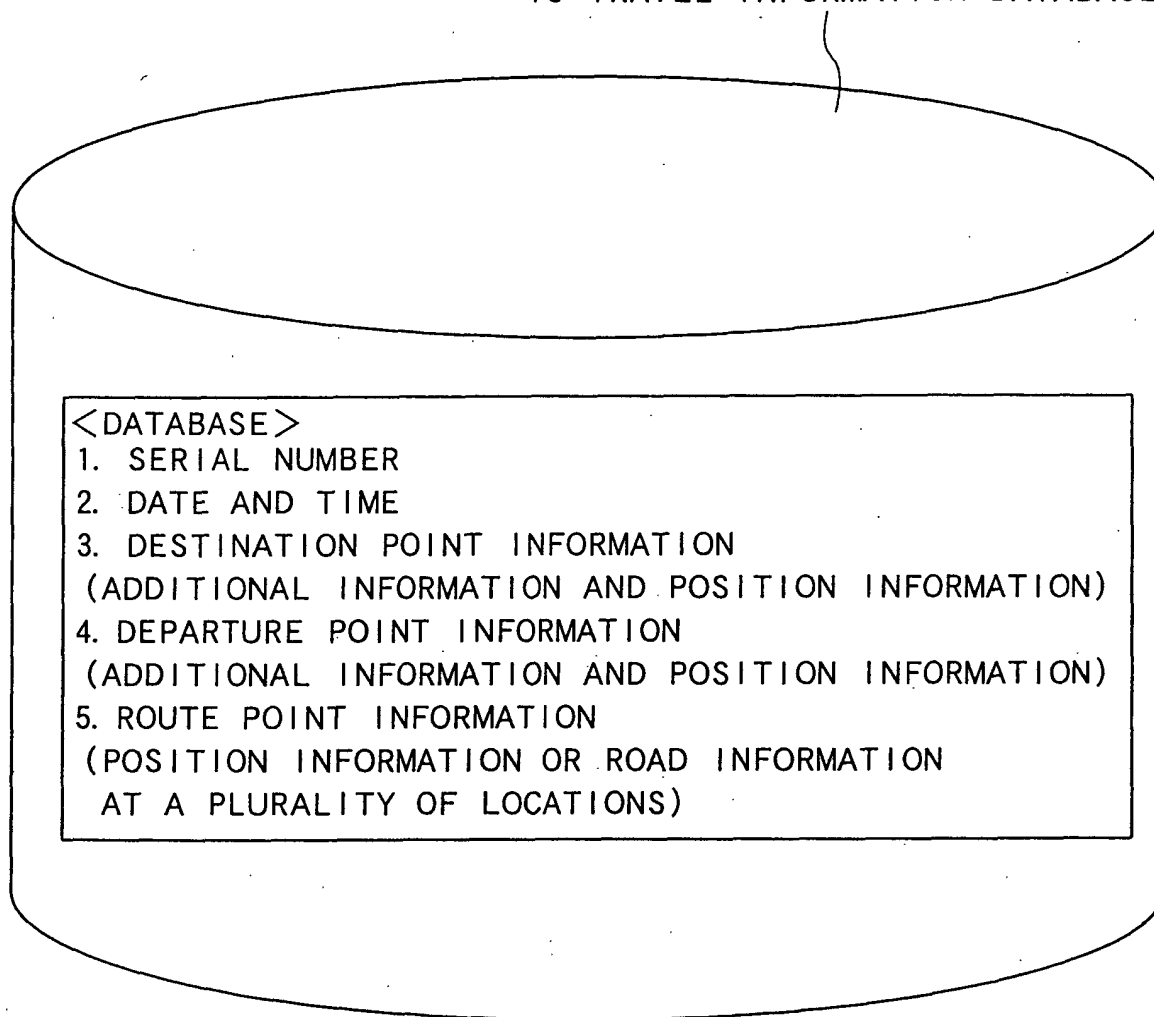 <DATABASE>
1. SERIAL NUMBER
2. DATE AND TIME
3. DESTINATION POINT INFORMATION
(ADDITIONAL INFORMATION AND POSITION INFORMATION)
4. DEPARTURE POINT INFORMATION
(ADDITIONAL INFORMATION AND POSITION INFORMATION)
5. ROUTE POINT INFORMATION
(POSITION INFORMATION OR ROAD INFORMATION
AT A PLURALITY OF LOCATIONS)